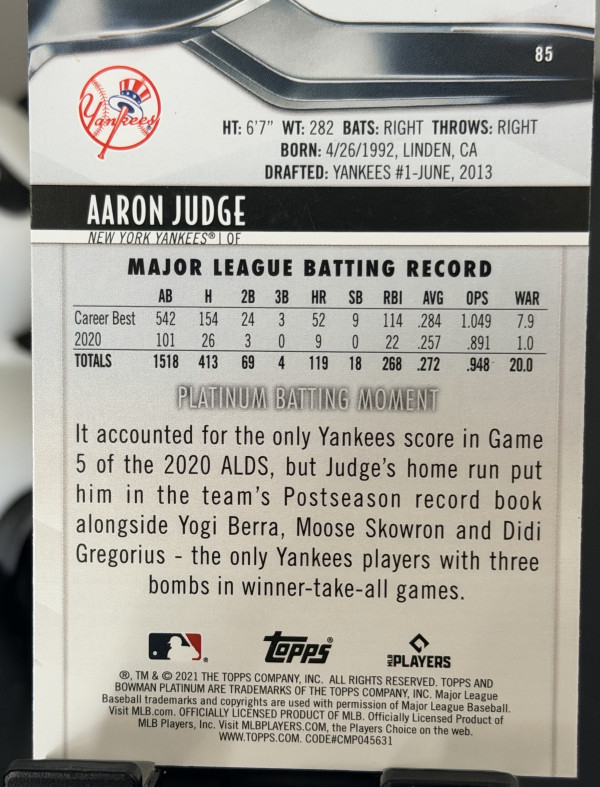 85
Yankees
HT: 6'7" WT: 282 BATS: RIGHT THROWS: RIGHT
BORN: 4/26/1992, LINDEN, CA
DRAFTED: YANKEES #1-JUNE, 2013
AARON JUDGE
NEW YORK YANKEES® | OF
MAJOR LEAGUE BATTING RECORD
AB H 2B 3B HR SB RBI AVG OPS WAR
Career Best 542 154 24 3 52 9 114 .284 1.049 7.9
2020 101 26 3 0 9 0 22 .257 .891 1.0
TOTALS 1518 413 69 4 119 18 268 .272 .948 20.0
PLATINUM BATTING MOMENT
It accounted for the only Yankees score in Game
5 of the 2020 ALDS, but Judge's home run put
him in the team's Postseason record book
alongside Yogi Berra, Moose Skowron and Didi
Gregorius - the only Yankees players with three
bombs in winner-take-all games.
® TOPPS® MLB PLAYERS
®, TM & © 2021 THE TOPPS COMPANY, INC. ALL RIGHTS RESERVED. TOPPS AND
BOWMAN PLATINUM ARE TRADEMARKS OF THE TOPPS COMPANY, INC. Major League
Baseball trademarks and copyrights are used with permission of Major League Baseball.
Visit MLB.com. OFFICIALLY LICENSED PRODUCT OF MLB. Officially Licensed Product of
MLB Players, Inc. Visit MLBPLAYERS.COM, the Players Choice on the web.
WWW.TOPPS.COM. CODE#CMP045631